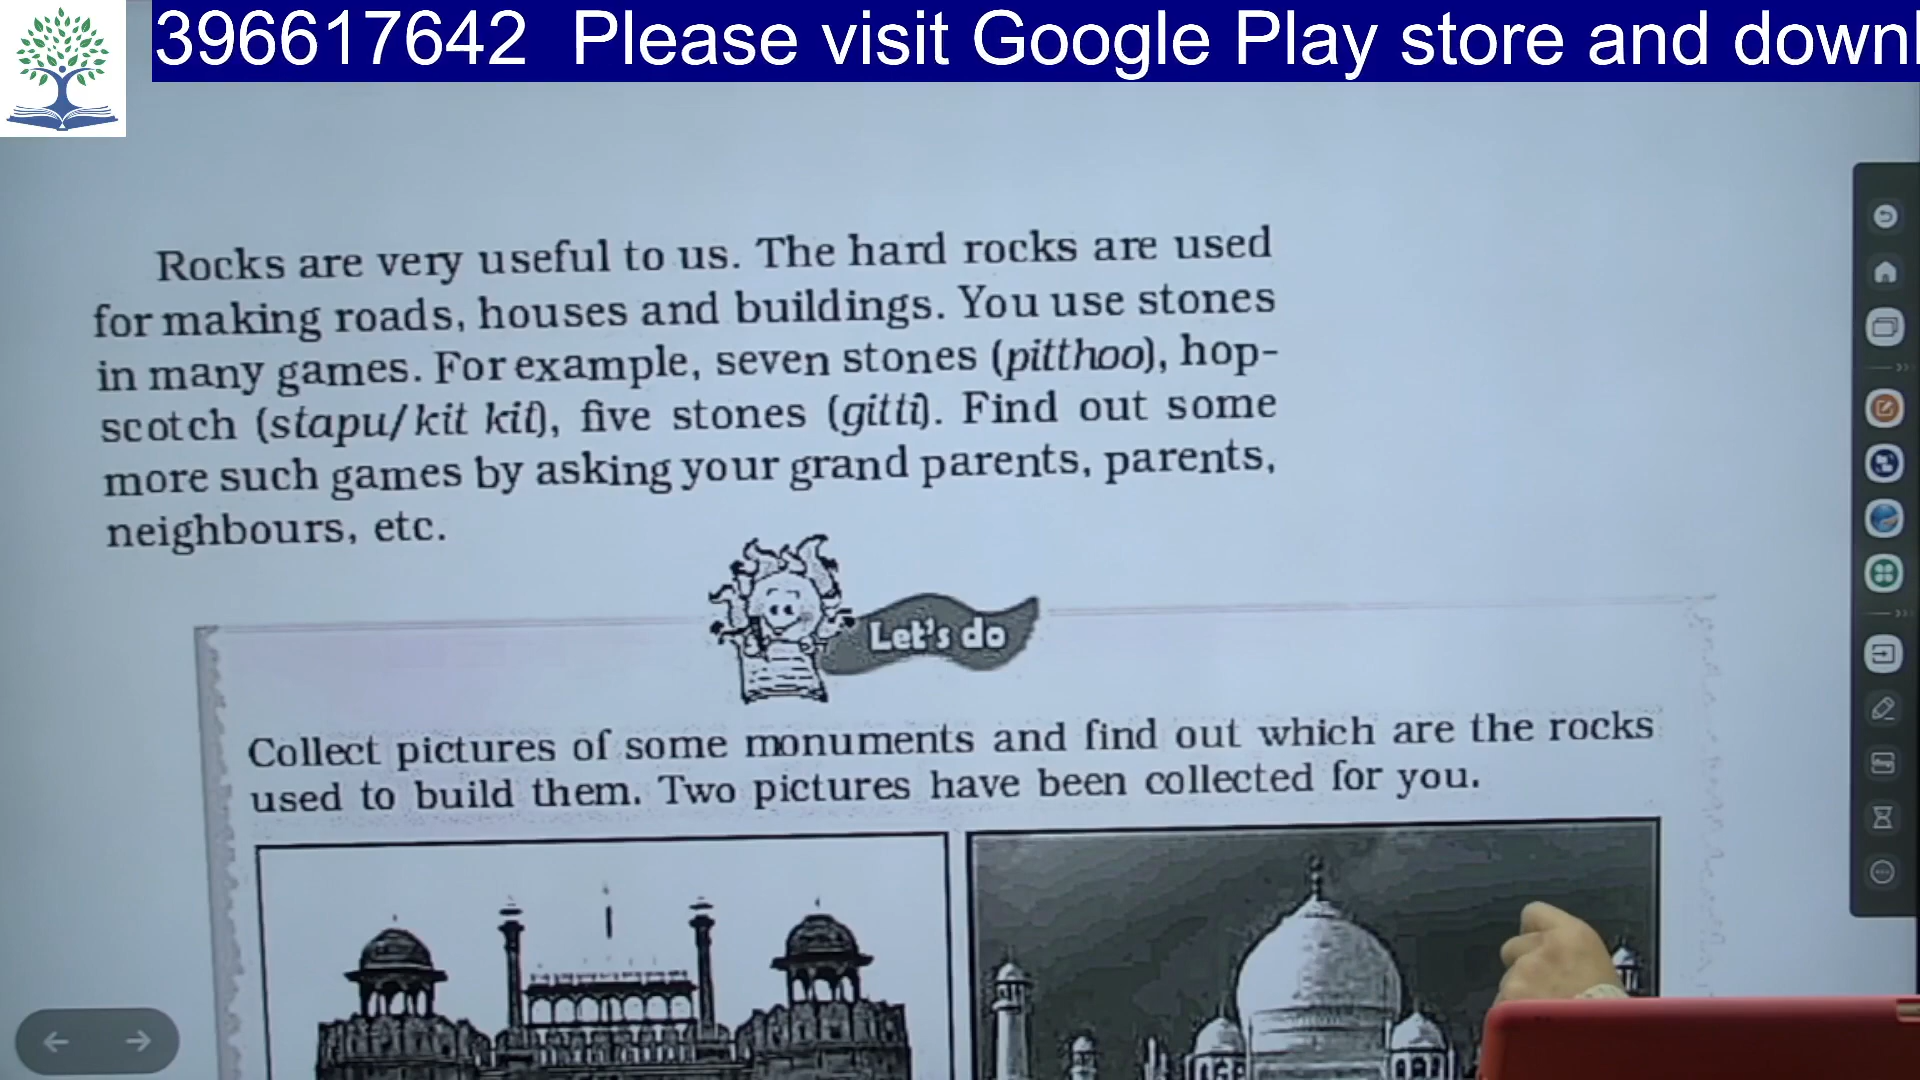 396617642 Please visit Google Play store and downl
Rocks are very useful to us. The hard rocks are used
for making roads, houses and buildings. You use stones
in many games. For example, seven stones (pitthoo), hop-
scotch (stapu/kit kit), five stones (gitti). Find out some
more such games by asking your grand parents, parents,
neighbours, etc.
Let's do
Collect pictures of some monuments and find out which are the rocks
used to build them. Two pictures have been collected for you.